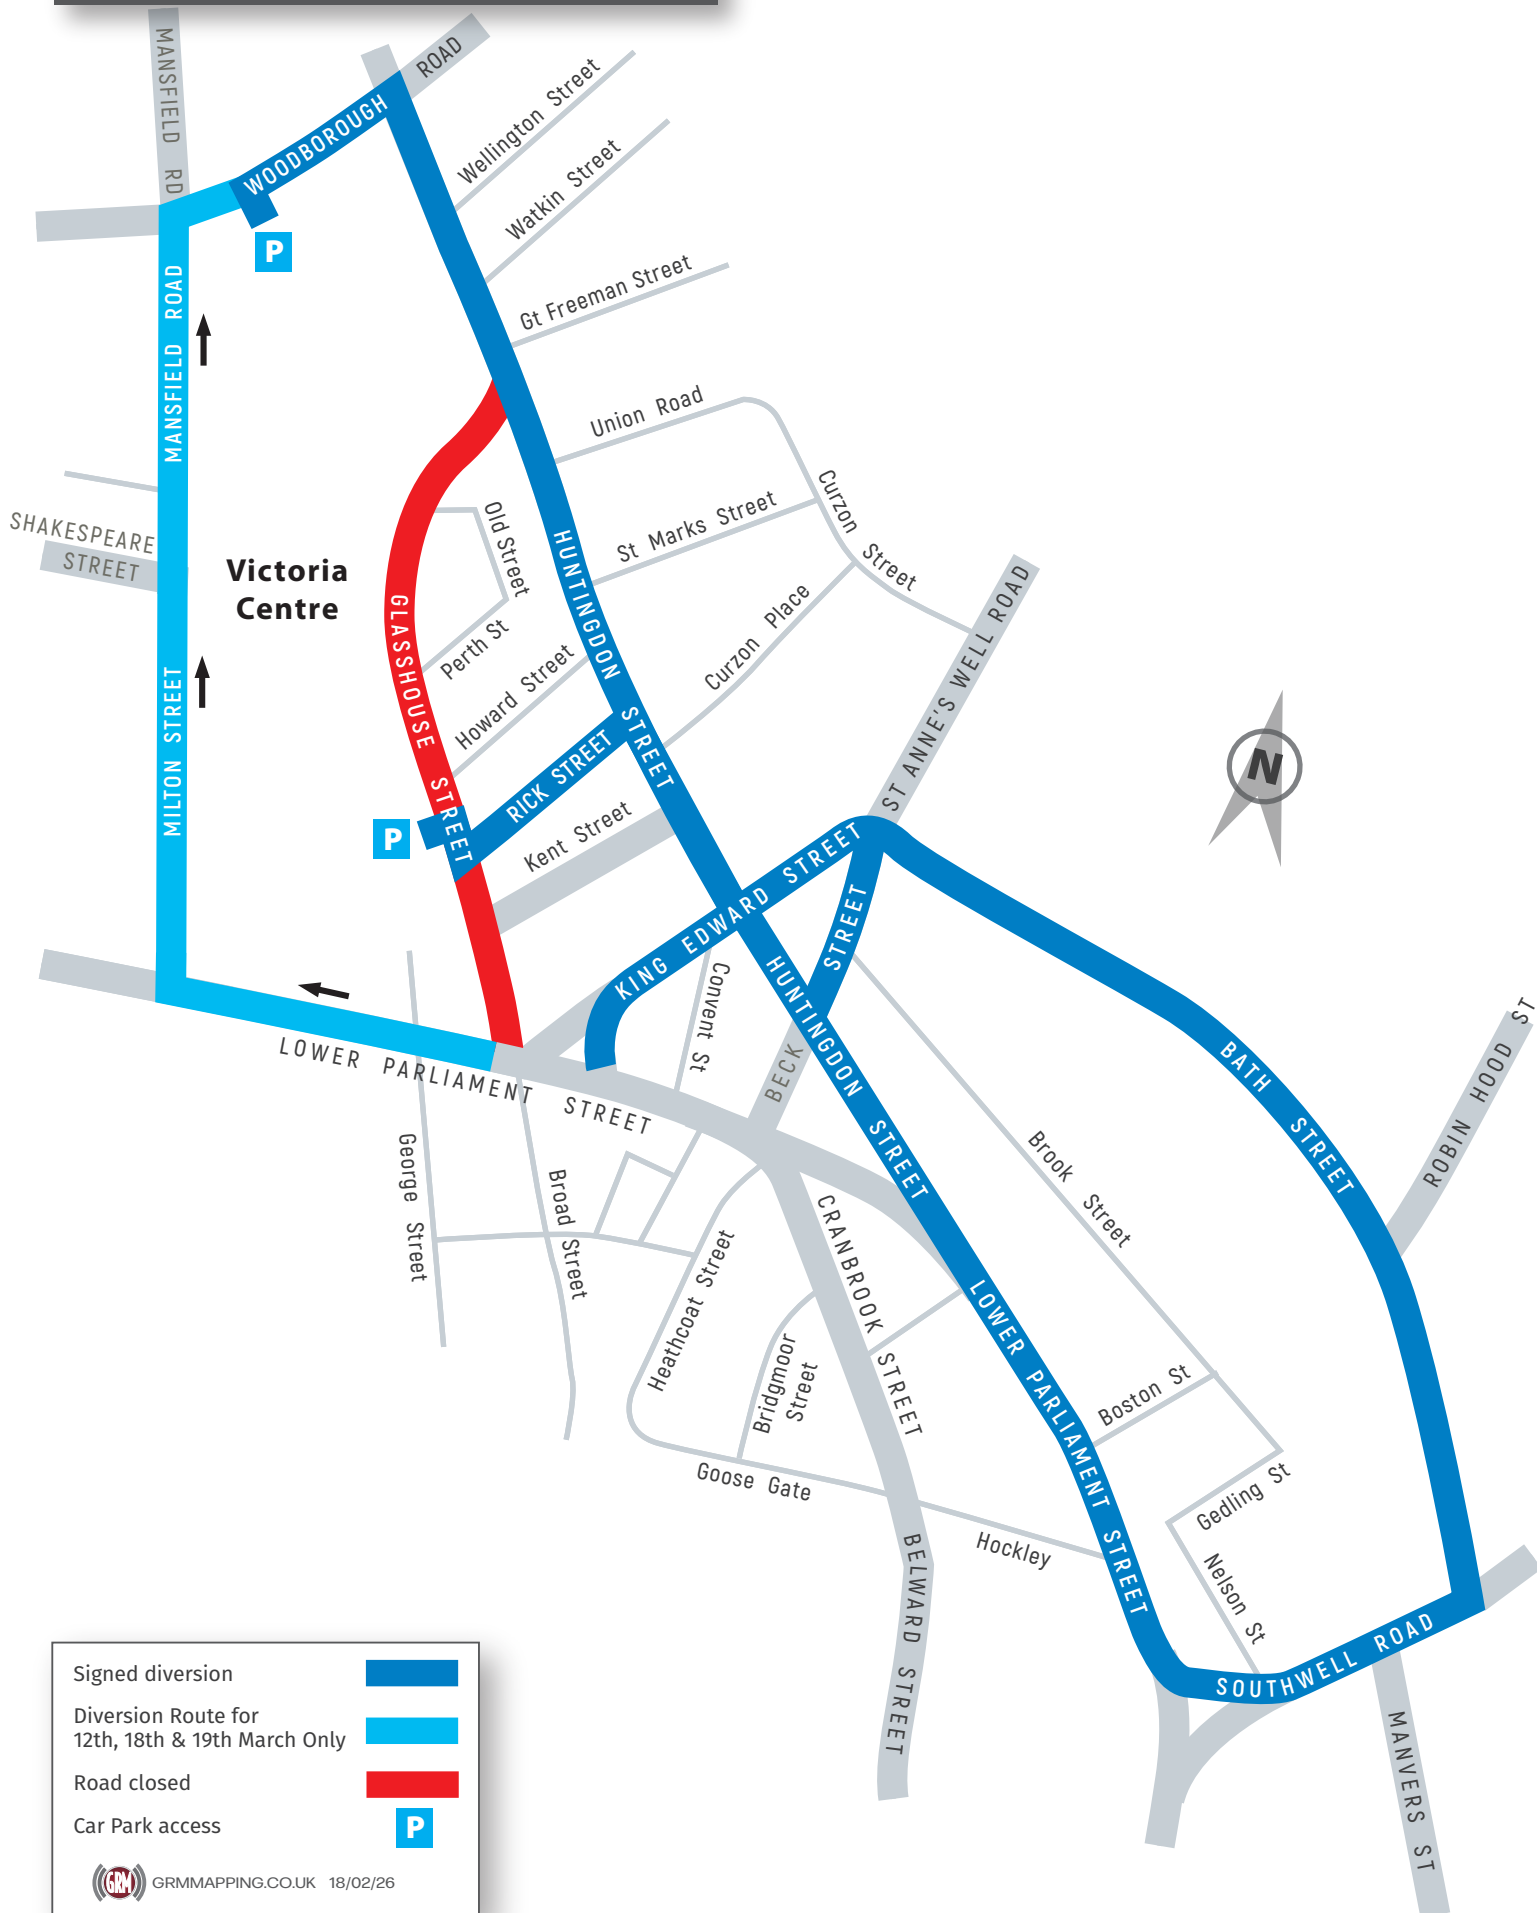 MANSFIELD RD
WOODBOROUGH ROAD
Wellington Street
Watkin Street
Gt Freeman Street
P
MANSFIELD ROAD
Union Road
Curzon Street
St Marks Street
Old Street
SHAKESPEARE
STREET
Victoria
Centre
HUNTINGDON STREET
GLASSHOUSE STREET
Perth St
Howard Street
Curzon Place
ST ANNE'S WELL ROAD
MILTON STREET
RICK STREET
P
Kent Street
N
KING EDWARD STREET
BECK STREET
Convent St
HUNTINGDON STREET
BATH STREET
ROBIN HOOD ST
LOWER PARLIAMENT STREET
George Street
Broad Street
Brook Street
Heathcoat Street
CRANBROOK STREET
Bridgmoor
Street
LOWER PARLIAMENT STREET
Boston St
Goose Gate
Gedling St
Hockley
Nelson St
BELWARD STREET
SOUTHWELL ROAD
MANVERS ST
Signed diversion
Diversion Route for
12th, 18th & 19th March Only
Road closed
Car Park access
P
GRM
GRMMAPPING.CO.UK 18/02/26